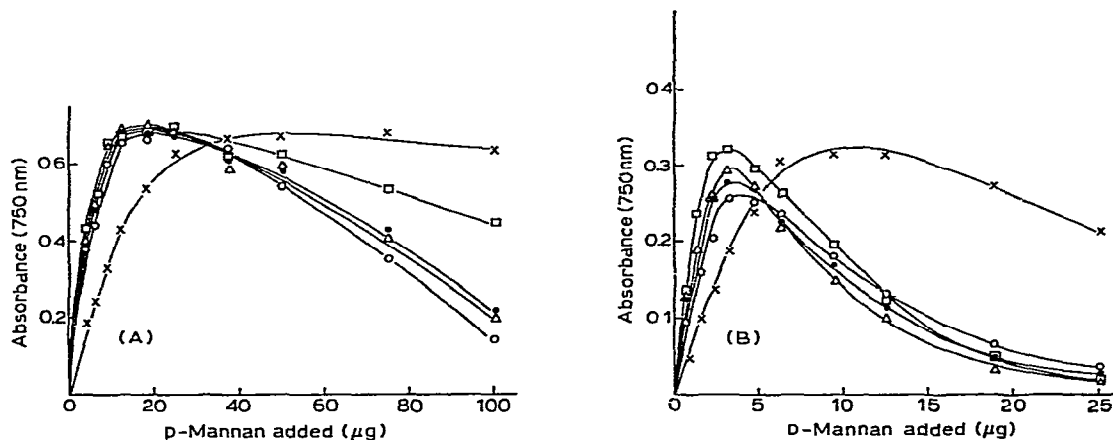 Absorbance (750 nm)
0.6
0.4
0.2
(A)
0 20 40 60 80 100
D-Mannan added (μg)
Absorbance (750 nm)
0.4
0.3
0.2
0.1
(B)
0 5 10 15 20 25
D-Mannan added (μg)